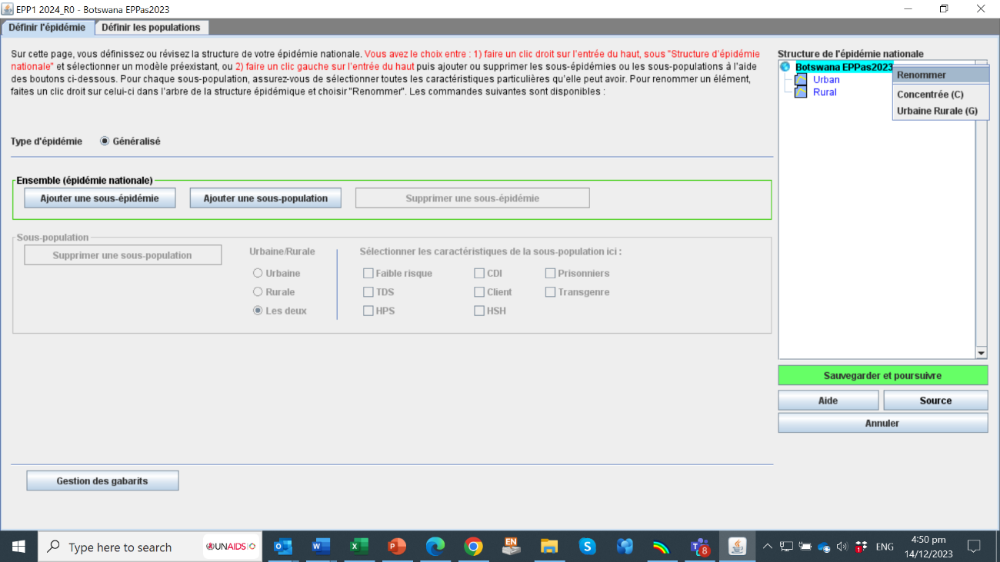 EPP1 2024_R0 - Botswana EPPas2023
Définir l'épidémie
Définir les populations
Sur cette page, vous définissez ou révisez la structure de votre épidémie nationale. Vous avez le choix entre : 1) faire un clic droit sur l'entrée du haut, sous "Structure d'épidémie
nationale" et sélectionner un modèle préexistant, ou 2) faire un clic gauche sur l'entrée du haut puis ajouter ou supprimer les sous-épidémies ou les sous-populations à l'aide
des boutons ci-dessous. Pour chaque sous-population, assurez-vous de sélectionner toutes les caractéristiques particulières qu'elle peut avoir. Pour renommer un élément,
faites un clic droit sur celui-ci dans l'arbre de la structure épidémique et choisir "Renommer". Les commandes suivantes sont disponibles :
Type d'épidémie
Généralisé
Ensemble (épidémie nationale)
Ajouter une sous-épidémie
Ajouter une sous-population
Supprimer une sous-épidémie
Sous-population
Supprimer une sous-population
Urbaine/Rurale
Urbaine
Rurale
Les deux
Sélectionner les caractéristiques de la sous-population ici :
Faible risque
CDI
Prisonniers
TDS
Client
Transgenre
HPS
HSH
Gestion des gabarits
Structure de l'épidémie nationale
Botswana EPPas2023
Urban
Rural
Renommer
Concentrée (C)
Urbaine Rurale (G)
Sauvegarder et poursuivre
Aide
Source
Annuler
Type here to search
UNAIDS
EN
8
1
ENG
4:50 pm
14/12/2023